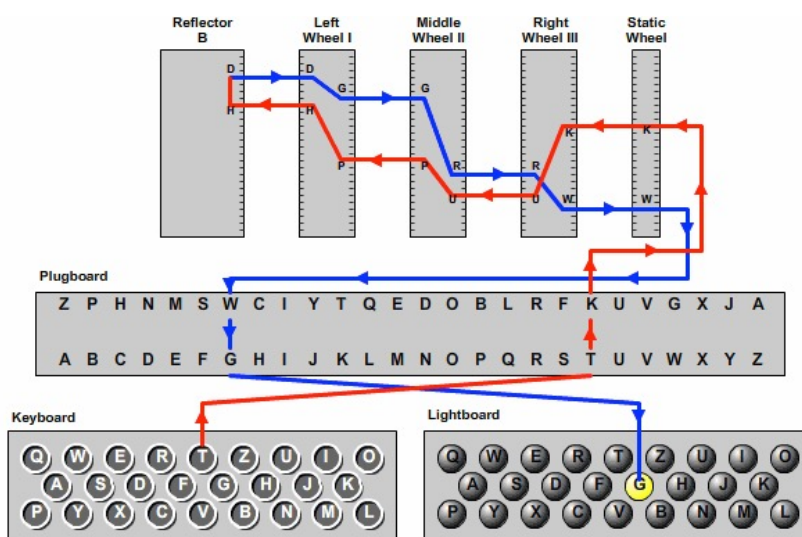 Reflector B
Left Wheel I
Middle Wheel II
Right Wheel III
Static Wheel
D D
G G
H H
K K
P P
R R
U U
W W
Plugboard
Z P H N M S W C I Y T Q E D O B L R F K U V G X J A
A B C D E F G H I J K L M N O P Q R S T U V W X Y Z
Keyboard
Q W E R T Z U I O
A S D F G H J K
P Y X C V B N M L
Lightboard
Q W E R T Z U I O
A S D F G H J K
P Y X C V B N M L